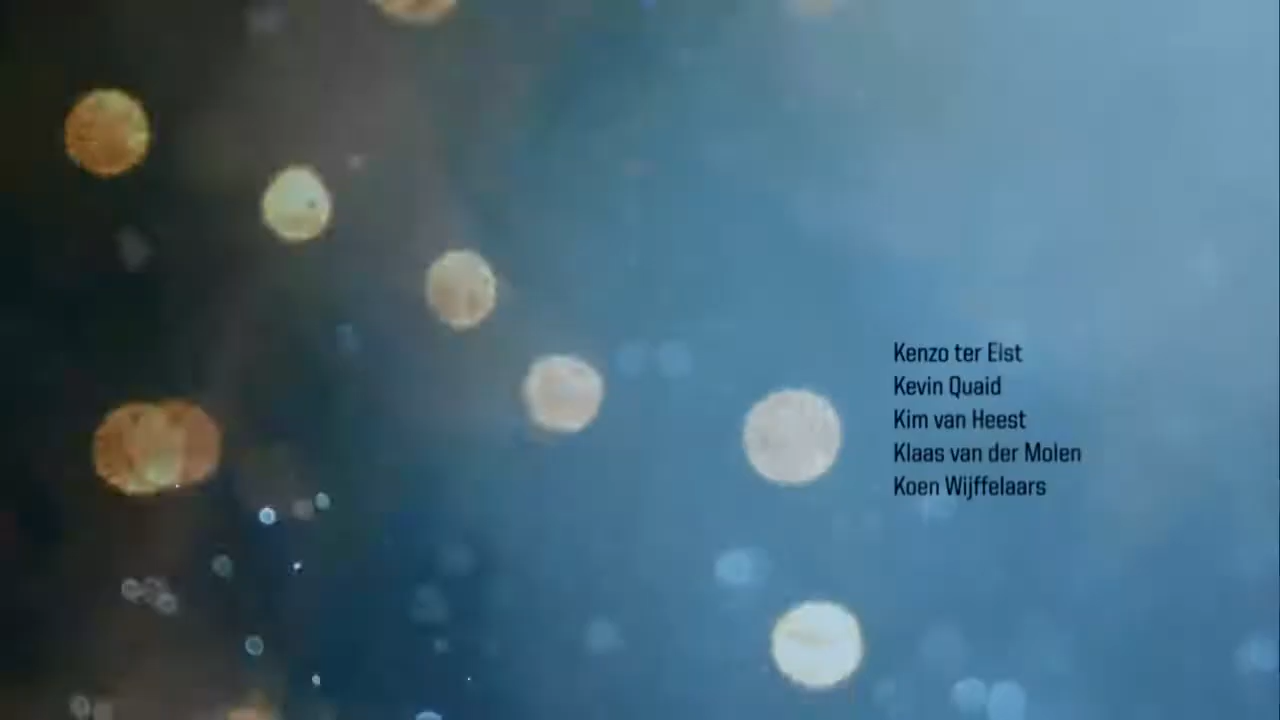 Kenzo ter Elst
Kevin Quaid
Kim van Heest
Klaas van der Molen
Koen Wijffelaars